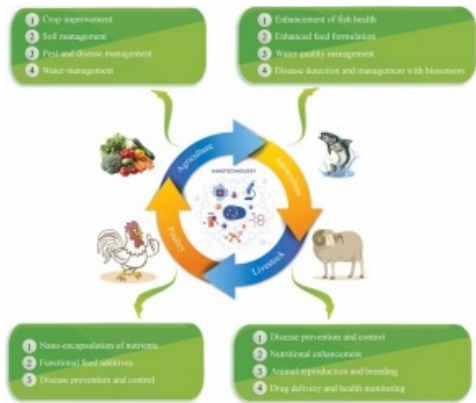 1 Crop improvement
2 Soil management
3 Pest and disease management
4 Water management
1 Enhancement of fish health
2 Enhanced feed formulation
3 Water quality management
4 Disease detection and management with biosensors
Agriculture
Aquaculture
NANOTECHNOLOGY
Poultry
Livestock
1 Nano-encapsulation of nutrients
2 Functional feed additives
3 Disease prevention and control
1 Disease prevention and control
2 Nutritional enhancement
3 Animal reproduction and breeding
4 Drug delivery and health monitoring